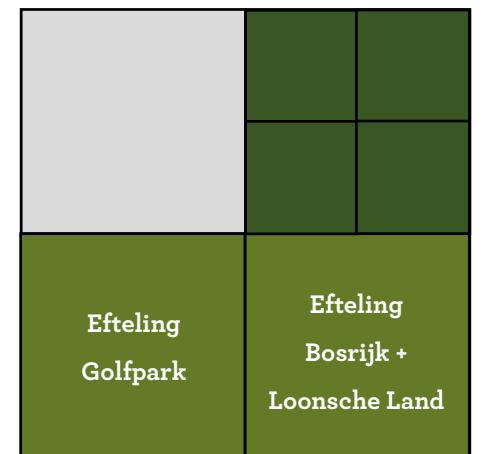 Efteling
Golfpark
Efteling
Bosrijk +
Loonsche Land